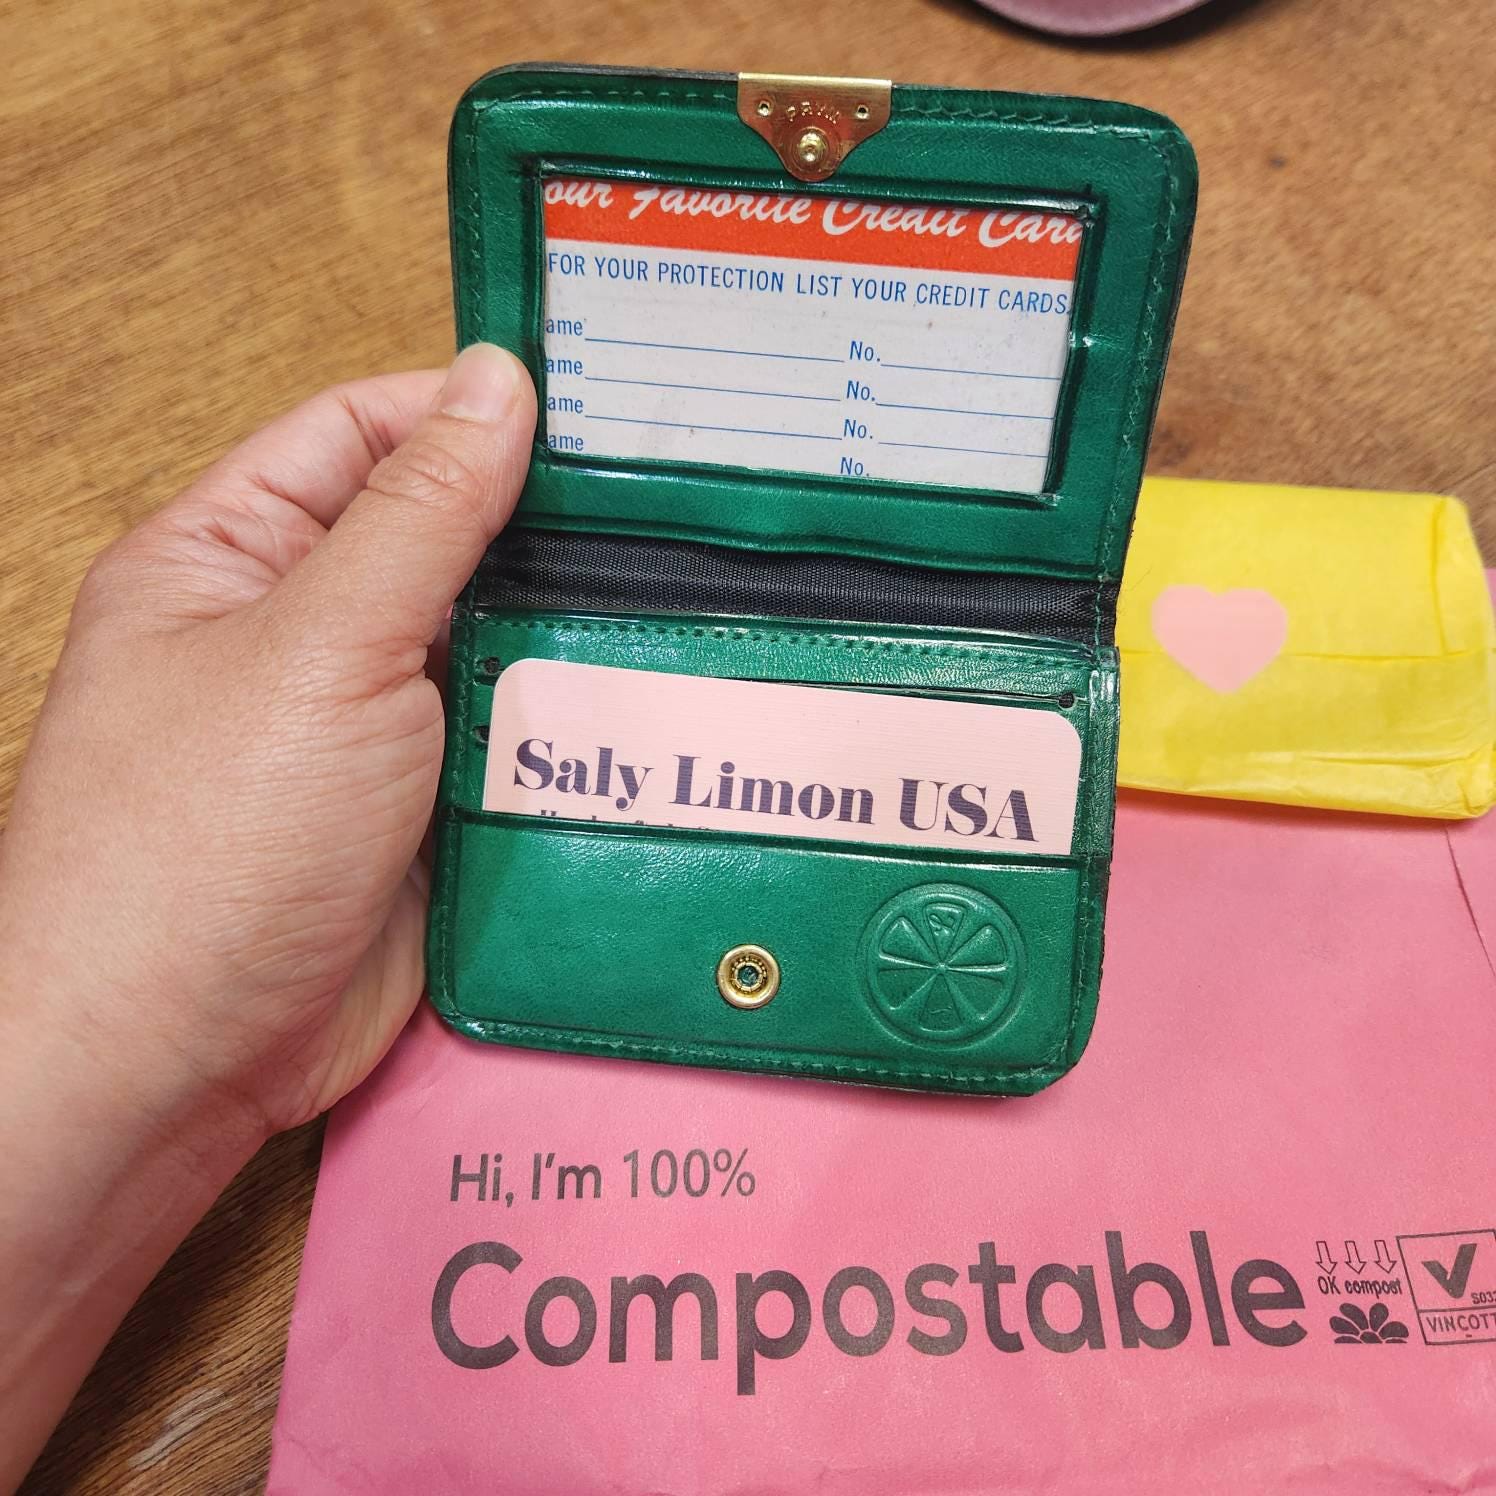 PRYM
our Favorite Credit Card
FOR YOUR PROTECTION LIST YOUR CREDIT CARDS.
ame No.
ame No.
ame No.
ame No.
Saly Limon USA
Hi, I'm 100%
Compostable
OK compost
S033
VINCOTT